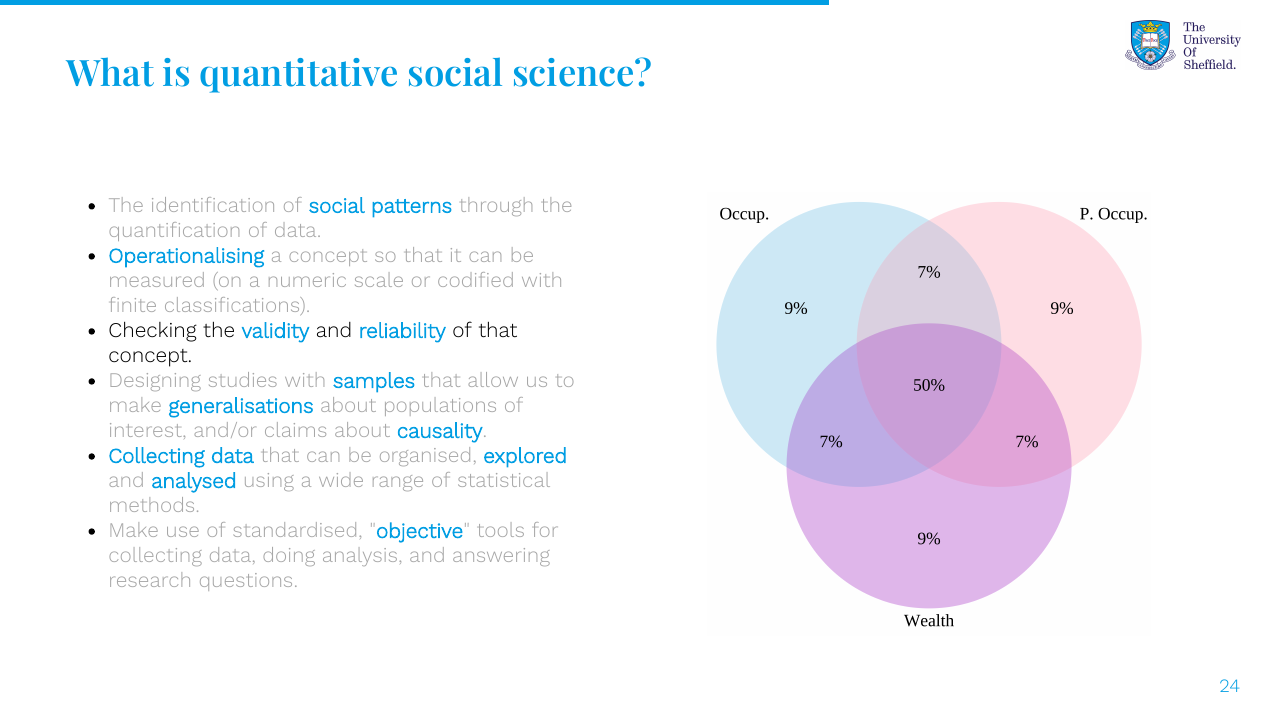 The
University
Of
Sheffield.
What is quantitative social science?
The identification of social patterns through the
quantification of data.
Operationalising a concept so that it can be
measured (on a numeric scale or codified with
finite classifications).
Checking the validity and reliability of that
concept.
Designing studies with samples that allow us to
make generalisations about populations of
interest, and/or claims about causality.
Collecting data that can be organised, explored
and analysed using a wide range of statistical
methods.
Make use of standardised, "objective" tools for
collecting data, doing analysis, and answering
research questions.
Occup.
P. Occup.
7%
9%
9%
50%
7%
7%
9%
Wealth
24